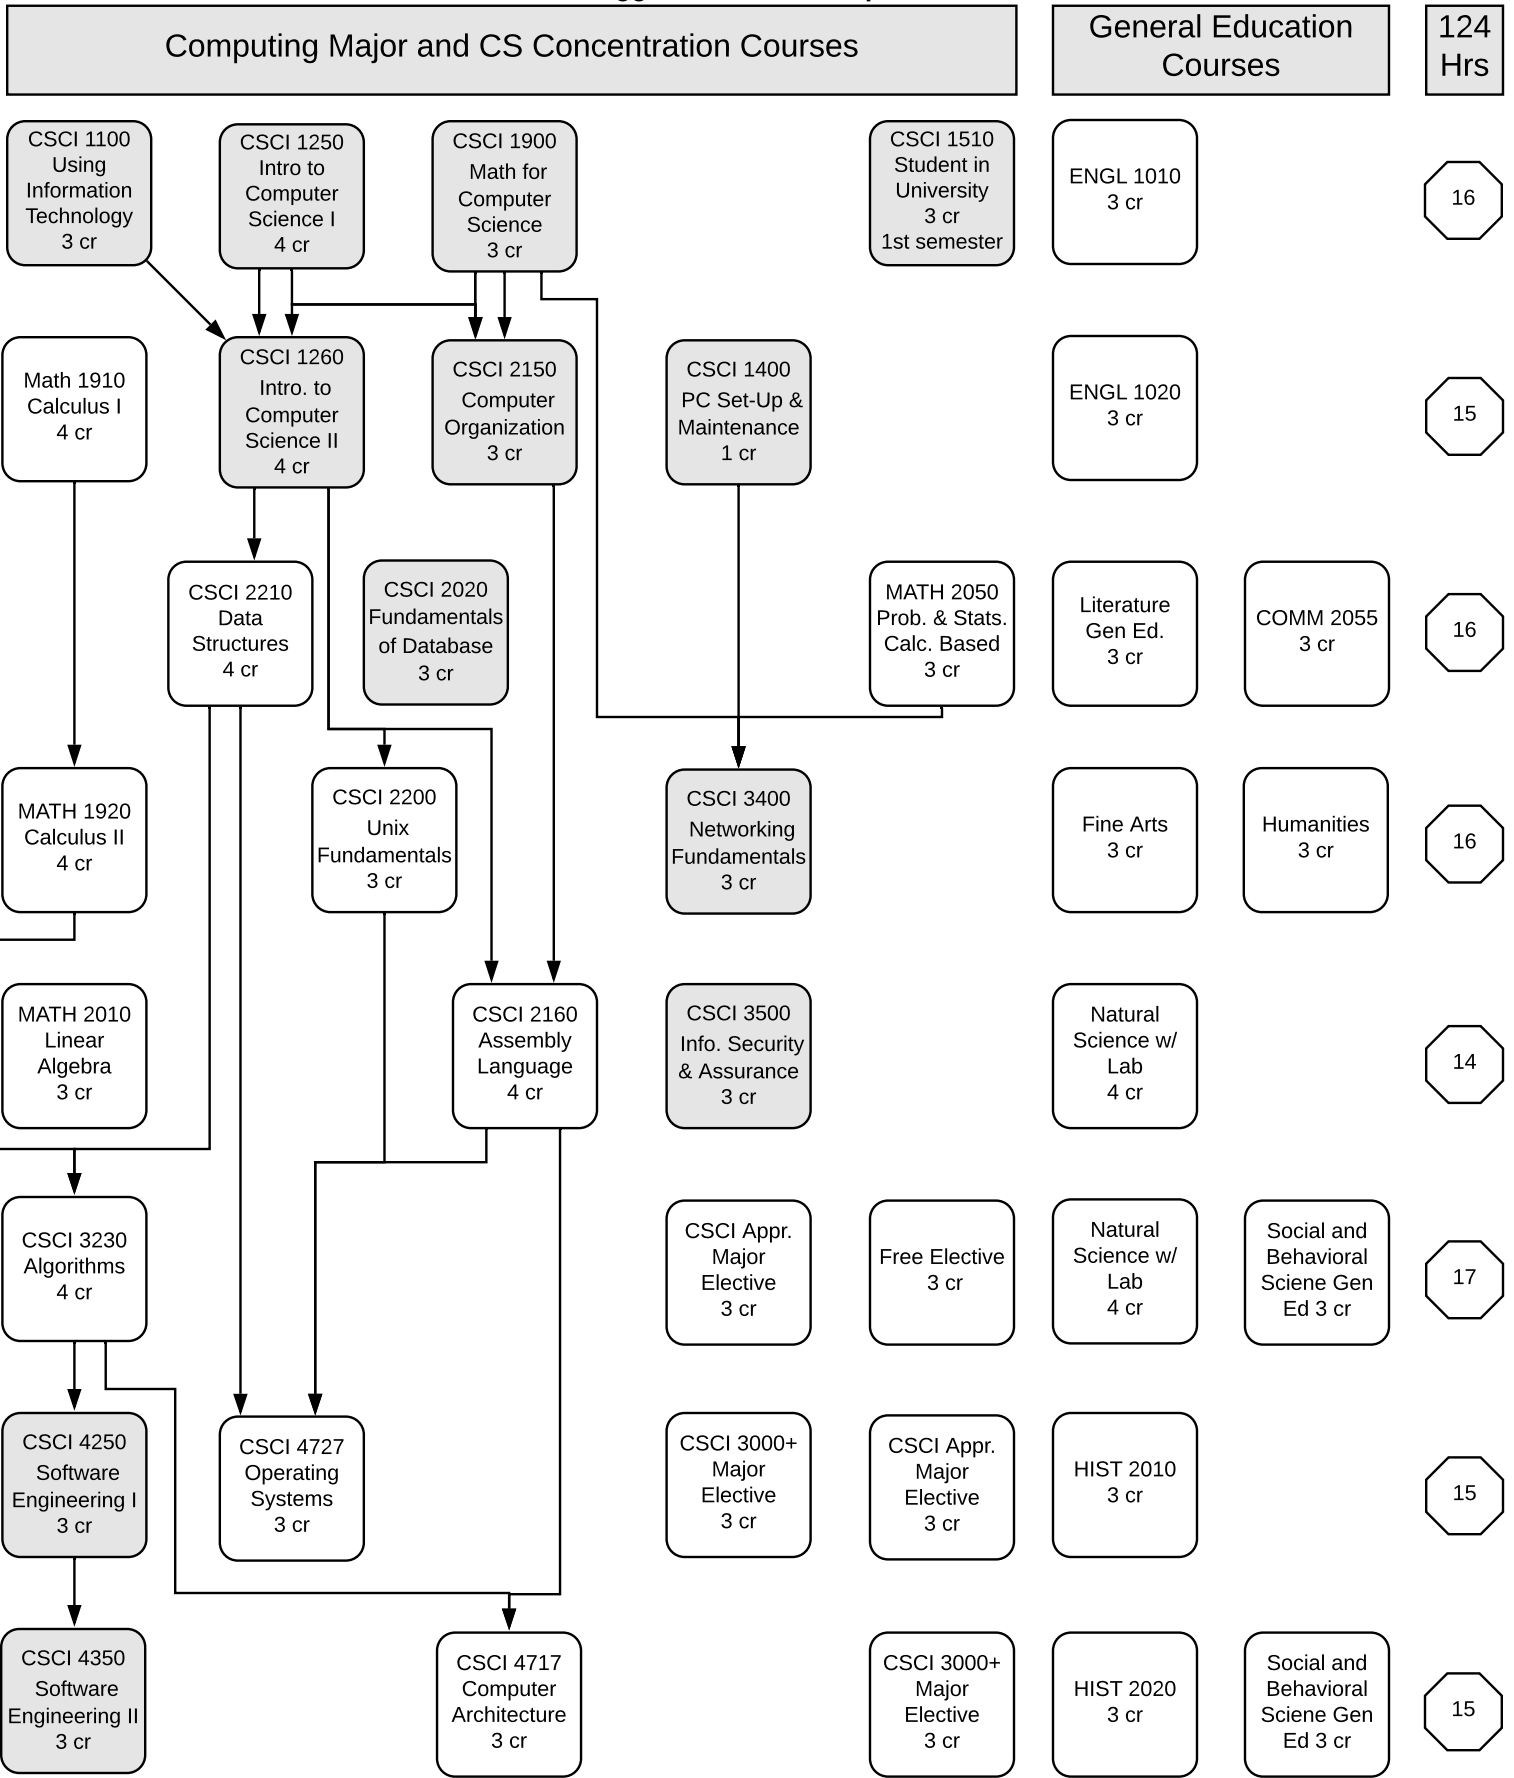 Computing Major and CS Concentration Courses
General Education
Courses
124
Hrs
CSCI 1100
Using
Information
Technology
3 cr
CSCI 1250
Intro to
Computer
Science I
4 cr
CSCI 1900
Math for
Computer
Science
3 cr
CSCI 1510
Student in
University
3 cr
1st semester
ENGL 1010
3 cr
16
Math 1910
Calculus I
4 cr
CSCI 1260
Intro. to
Computer
Science II
4 cr
CSCI 2150
Computer
Organization
3 cr
CSCI 1400
PC Set-Up &
Maintenance
1 cr
ENGL 1020
3 cr
15
CSCI 2210
Data
Structures
4 cr
CSCI 2020
Fundamentals
of Database
3 cr
MATH 2050
Prob. & Stats.
Calc. Based
3 cr
Literature
Gen Ed.
3 cr
COMM 2055
3 cr
16
MATH 1920
Calculus II
4 cr
CSCI 2200
Unix
Fundamentals
3 cr
CSCI 3400
Networking
Fundamentals
3 cr
Fine Arts
3 cr
Humanities
3 cr
16
MATH 2010
Linear
Algebra
3 cr
CSCI 2160
Assembly
Language
4 cr
CSCI 3500
Info. Security
& Assurance
3 cr
Natural
Science w/
Lab
4 cr
14
CSCI 3230
Algorithms
4 cr
CSCI Appr.
Major
Elective
3 cr
Free Elective
3 cr
Natural
Science w/
Lab
4 cr
Social and
Behavioral
Sciene Gen
Ed 3 cr
17
CSCI 4250
Software
Engineering I
3 cr
CSCI 4727
Operating
Systems
3 cr
CSCI 3000+
Major
Elective
3 cr
CSCI Appr.
Major
Elective
3 cr
HIST 2010
3 cr
15
CSCI 4350
Software
Engineering II
3 cr
CSCI 4717
Computer
Architecture
3 cr
CSCI 3000+
Major
Elective
3 cr
HIST 2020
3 cr
Social and
Behavioral
Sciene Gen
Ed 3 cr
15